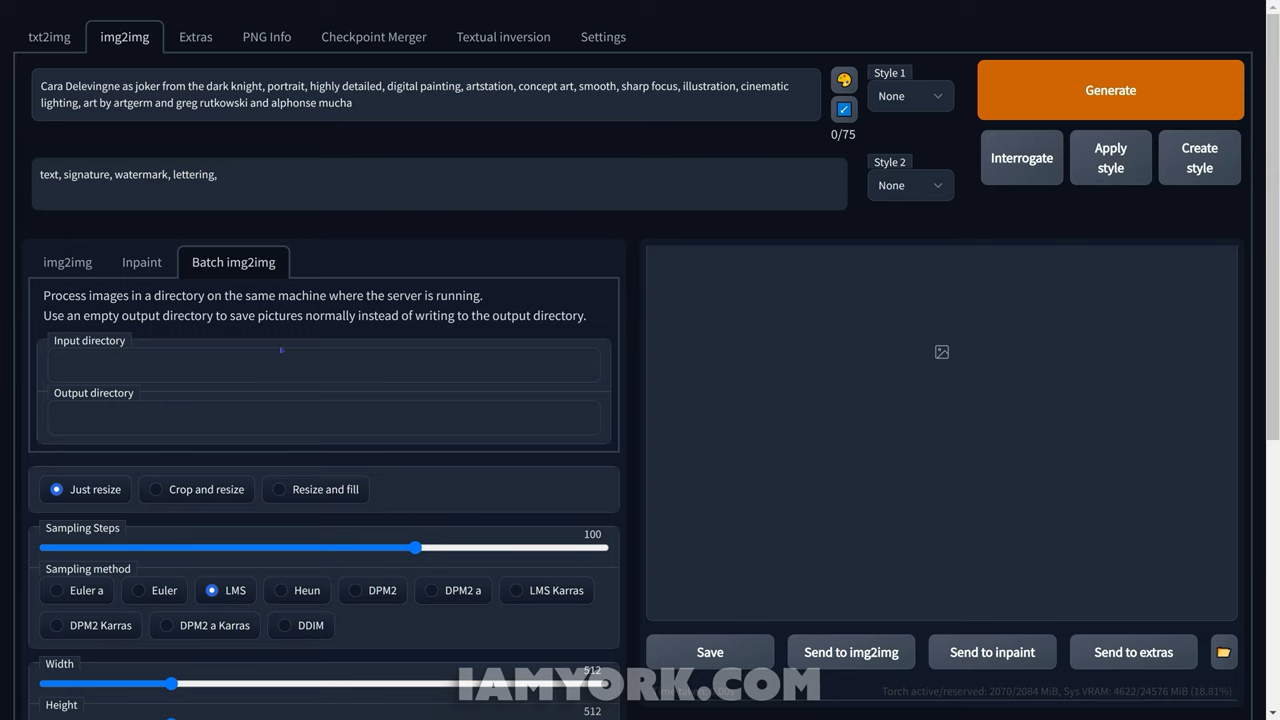 txt2img img2img Extras PNG Info Checkpoint Merger Textual inversion Settings
Cara Delevingne as joker from the dark knight, portrait, highly detailed, digital painting, artstation, concept art, smooth, sharp focus, illustration, cinematic
lighting, art by artgerm and greg rutkowski and alphonse mucha
0/75
Style 1
None
Generate
Interrogate
Apply
style
Create
style
text, signature, watermark, lettering,
Style 2
None
img2img Inpaint Batch img2img
Process images in a directory on the same machine where the server is running.
Use an empty output directory to save pictures normally instead of writing to the output directory.
Input directory
Output directory
Just resize Crop and resize Resize and fill
Sampling Steps
100
Sampling method
Euler a Euler LMS Heun DPM2 DPM2 a LMS Karras
DPM2 Karras DPM2 a Karras DDIM
Width
512
Height
512
Save Send to img2img Send to inpaint Send to extras
Torch active/reserved: 2070/2084 MiB, Sys VRAM: 4622/24576 MiB (18.81%)
IAMYORK.COM